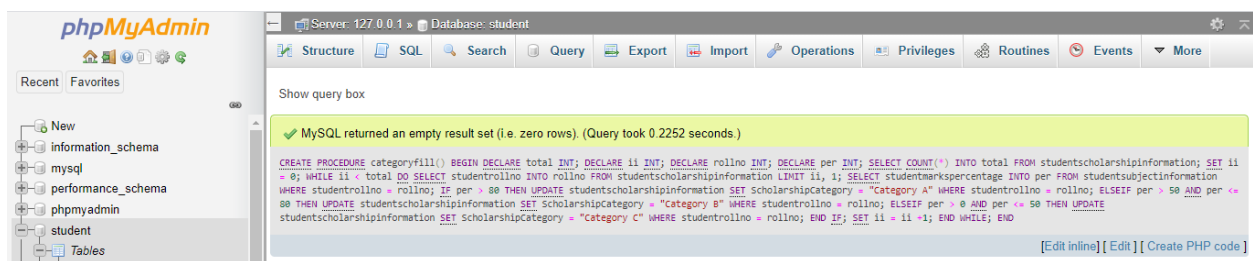 phpMyAdmin
Recent Favorites
New
information_schema
mysql
performance_schema
phpmyadmin
student
Tables
Server: 127.0.0.1 » Database: student
Structure SQL Search Query Export Import Operations Privileges Routines Events More
Show query box
MySQL returned an empty result set (i.e. zero rows). (Query took 0.2252 seconds.)
CREATE PROCEDURE categoryfill() BEGIN DECLARE total INT; DECLARE ii INT; DECLARE rollno INT; DECLARE per INT; SELECT COUNT(*) INTO total FROM studentscholarshipinformation; SET ii
= 0; WHILE ii < total DO SELECT studentrollno INTO rollno FROM studentscholarshipinformation LIMIT ii, 1; SELECT studentmarkspercentage INTO per FROM studentsubjectinformation
WHERE studentrollno = rollno; IF per > 80 THEN UPDATE studentscholarshipinformation SET ScholarshipCategory = "Category A" WHERE studentrollno = rollno; ELSEIF per > 50 AND per <=
80 THEN UPDATE studentscholarshipinformation SET ScholarshipCategory = "Category B" WHERE studentrollno = rollno; ELSEIF per > 0 AND per <= 50 THEN UPDATE
studentscholarshipinformation SET ScholarshipCategory = "Category C" WHERE studentrollno = rollno; END IF; SET ii = ii +1; END WHILE; END
[Edit inline] [ Edit ] [ Create PHP code ]